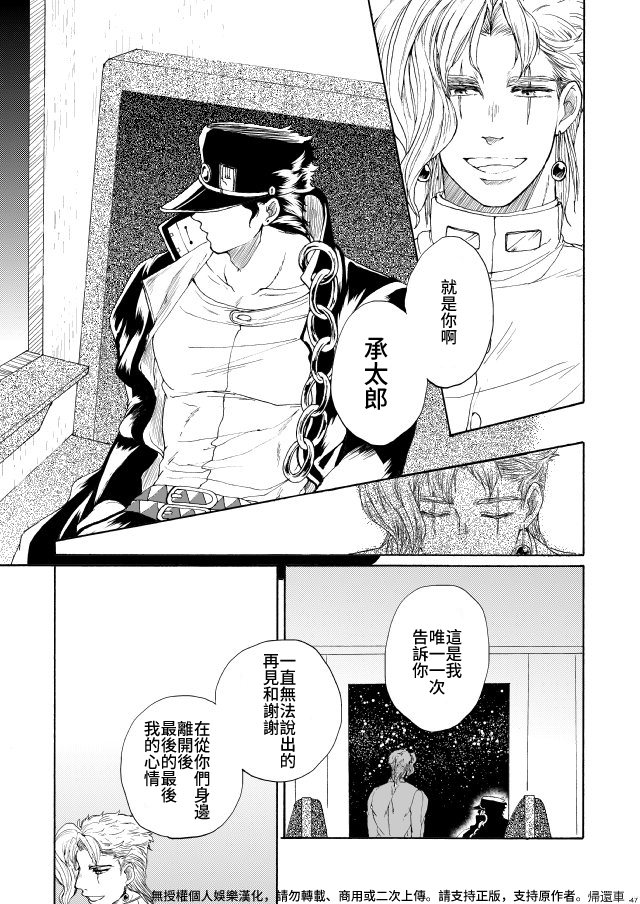 就是你啊
承太郎
這是我
唯一一次
告訴你
一直無法說出的
再見和謝謝
在從你們身邊
離開後
最後的最後
我的心情
無授權個人娛樂漢化，請勿轉載、商用或二次上傳。請支持正版，支持原作者。帰還車